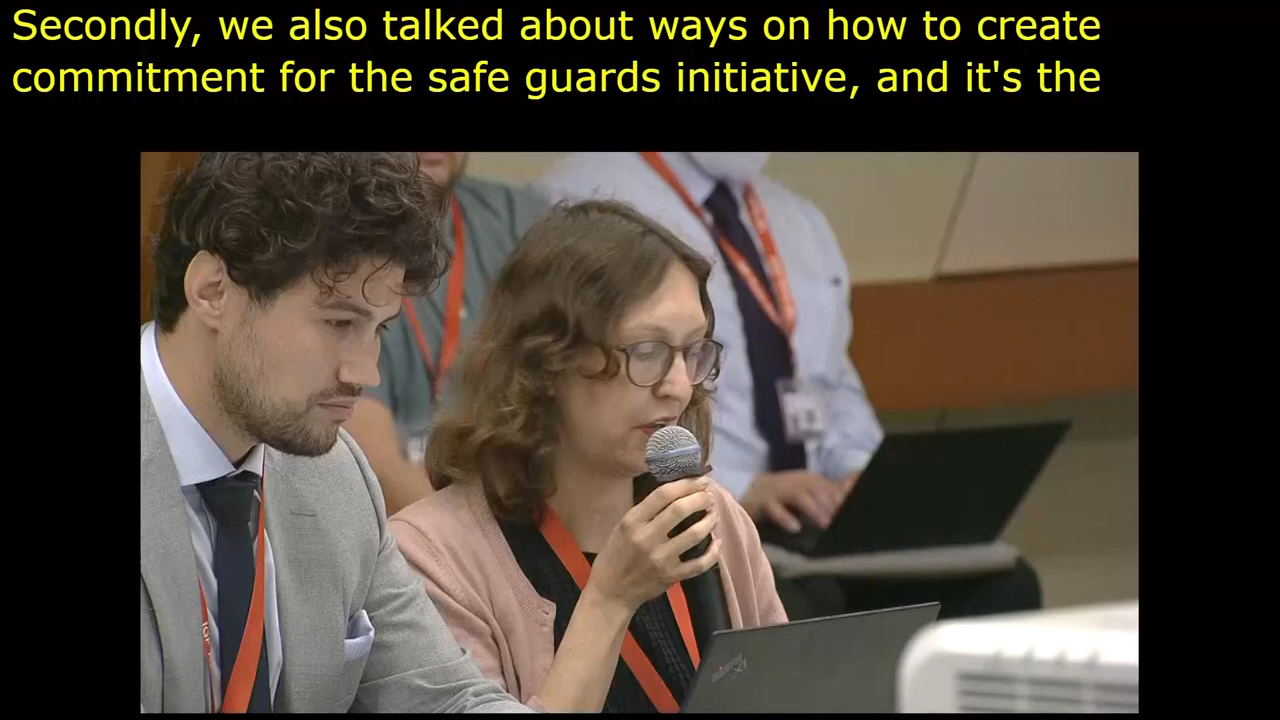 Secondly, we also talked about ways on how to create
commitment for the safe guards initiative, and it's the